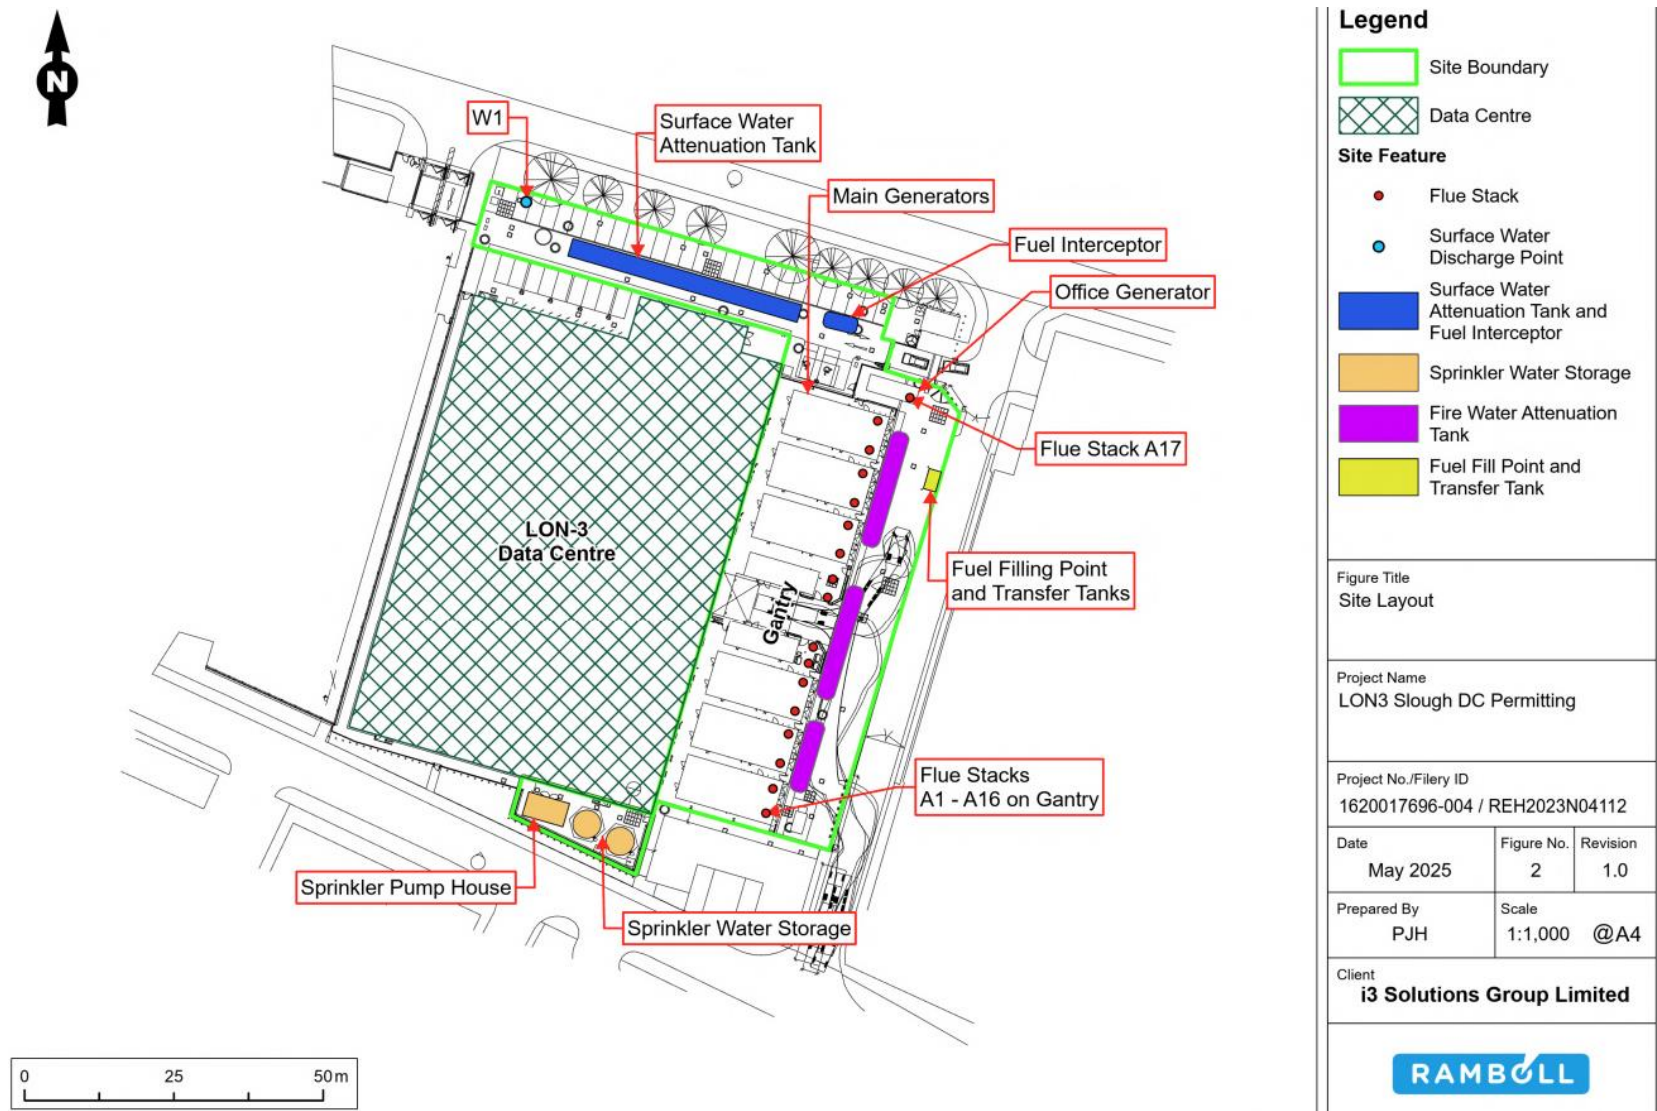 N
W1
Surface Water
Attenuation Tank
Main Generators
Fuel Interceptor
Office Generator
Flue Stack A17
LON-3
Data Centre
Gantry
Fuel Filling Point
and Transfer Tanks
Flue Stacks
A1 - A16 on Gantry
Sprinkler Pump House
Sprinkler Water Storage
0 25 50 m
Legend
Site Boundary
Data Centre
Site Feature
Flue Stack
Surface Water
Discharge Point
Surface Water
Attenuation Tank and
Fuel Interceptor
Sprinkler Water Storage
Fire Water Attenuation
Tank
Fuel Fill Point and
Transfer Tank
Figure Title
Site Layout
Project Name
LON3 Slough DC Permitting
Project No./Filery ID
1620017696-004 / REH2023N04112
Date
May 2025
Figure No.
2
Revision
1.0
Prepared By
PJH
Scale
1:1,000 @A4
Client
i3 Solutions Group Limited
RAMBOLL